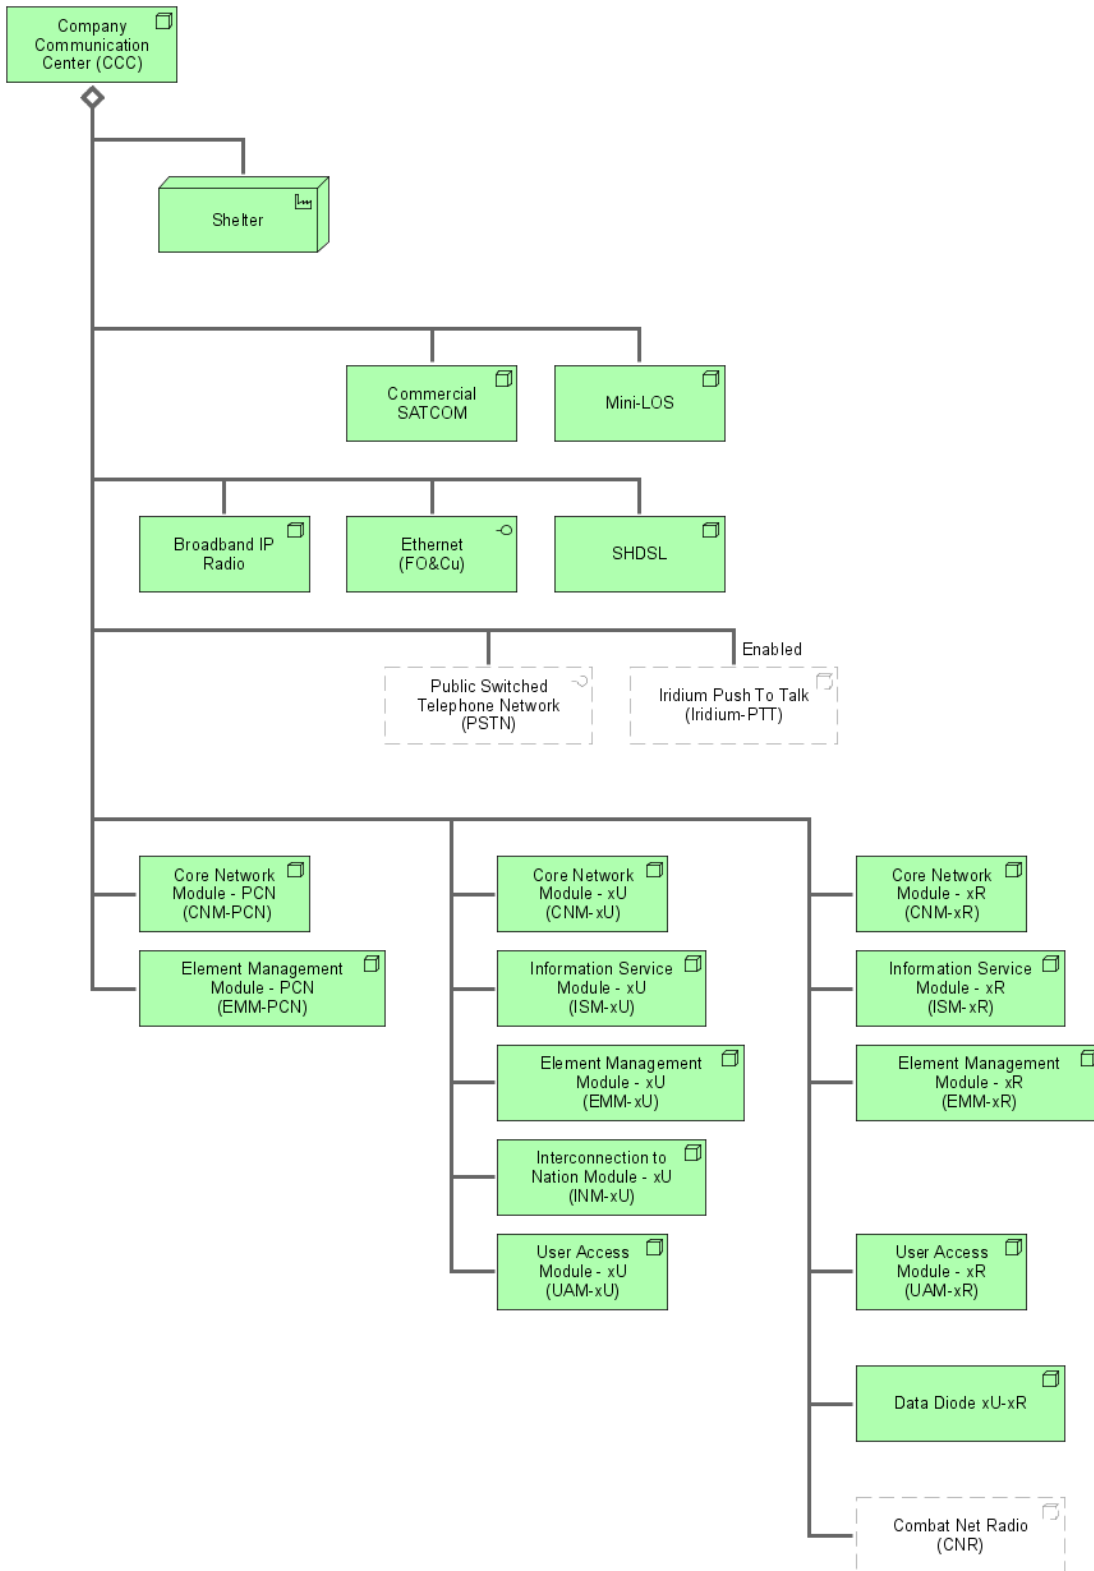 Company
Communication
Center (CCC)
Shelter
Commercial
SATCOM
Mini-LOS
Broadband IP
Radio
Ethernet
(FO&Cu)
SHDSL
Enabled
Public Switched
Telephone Network
(PSTN)
Iridium Push To Talk
(Iridium-PTT)
Core Network
Module - PCN
(CNM-PCN)
Core Network
Module - xU
(CNM-xU)
Core Network
Module - xR
(CNM-xR)
Element Management
Module - PCN
(EMM-PCN)
Information Service
Module - xU
(ISM-xU)
Information Service
Module - xR
(ISM-xR)
Element Management
Module - xU
(EMM-xU)
Element Management
Module - xR
(EMM-xR)
Interconnection to
Nation Module - xU
(INM-xU)
User Access
Module - xU
(UAM-xU)
User Access
Module - xR
(UAM-xR)
Data Diode xU-xR
Combat Net Radio
(CNR)